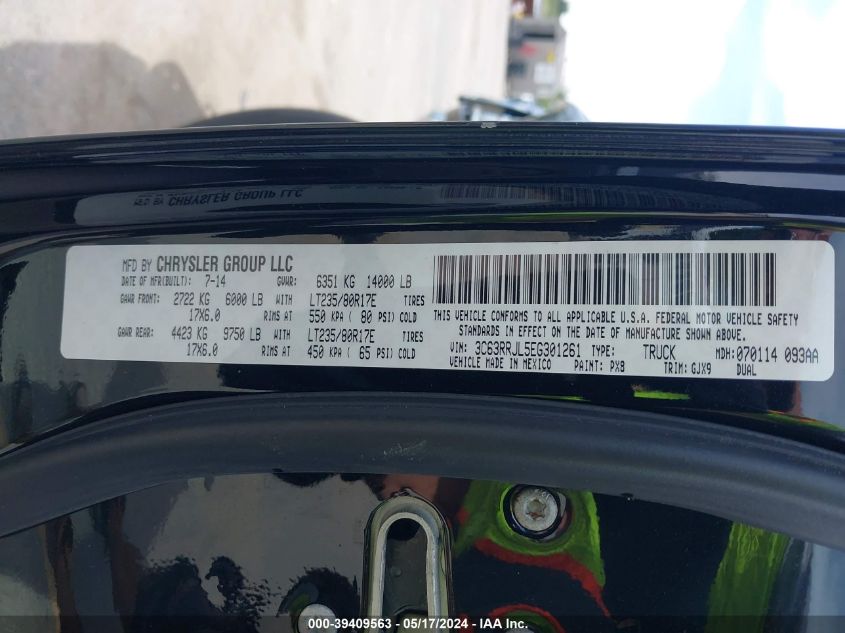 MFD BY CHRYSLER GROUP LLC
DATE OF MFR(BUILT): 7-14 GVWR: 6351 KG 14000 LB
GAWR FRONT: 2722 KG 6000 LB WITH LT235/80R17E TIRES
17X6.0 RIMS AT 550 KPA ( 80 PSI) COLD
GAWR REAR: 4423 KG 9750 LB WITH LT235/80R17E TIRES
17X6.0 RIMS AT 450 KPA ( 65 PSI) COLD
THIS VEHICLE CONFORMS TO ALL APPLICABLE U.S.A. FEDERAL MOTOR VEHICLE SAFETY
STANDARDS IN EFFECT ON THE DATE OF MANUFACTURE SHOWN ABOVE.
VIN: 3C63RRJL5EG301261 TYPE: TRUCK MDH: 070114 093AA
VEHICLE MADE IN MEXICO PAINT: PX8 TRIM: GJX9 DUAL
000-39409563 - 05/17/2024 - IAAI Inc.